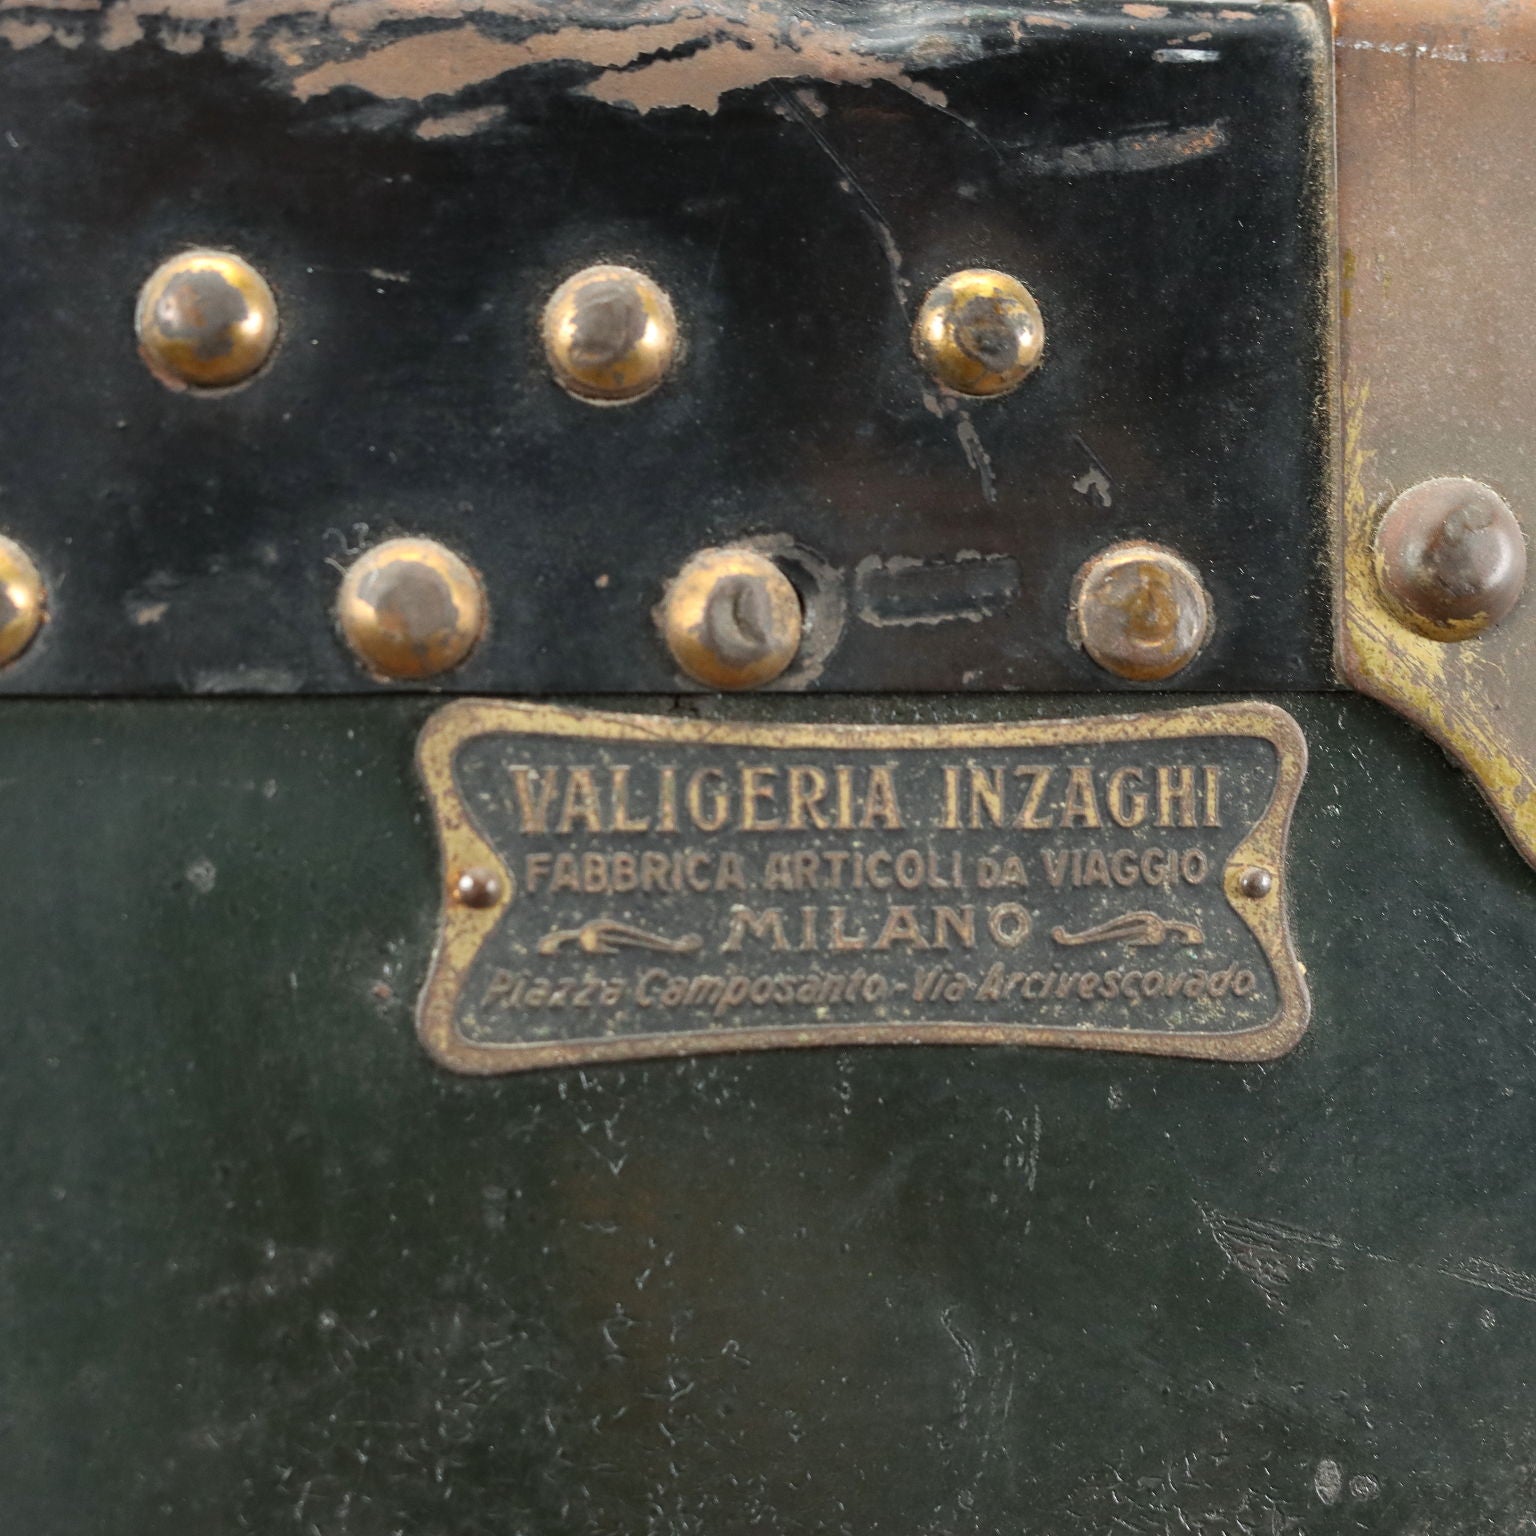 VALIGERIA INZAGHI
FABBRICA ARTICOLI DA VIAGGIO
MILANO
Piazza Camposanto - Via Arcivescovado